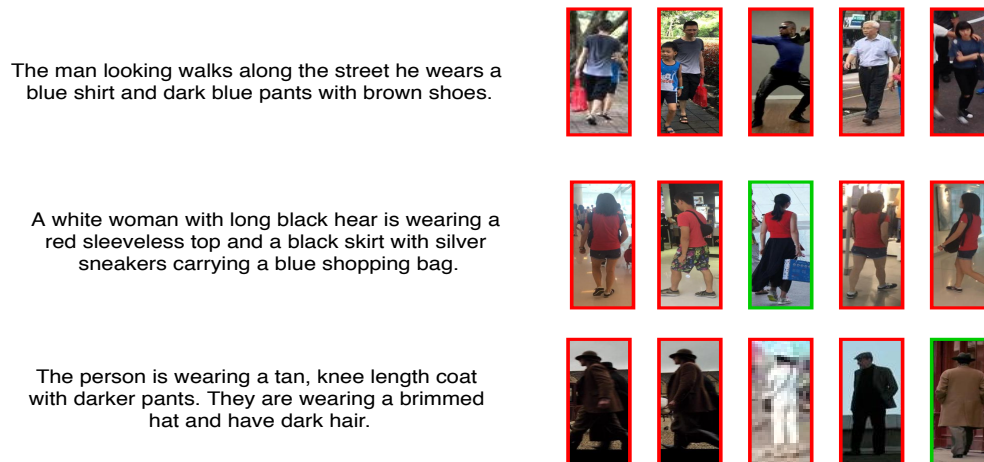 The man looking walks along the street he wears a
blue shirt and dark blue pants with brown shoes.
A white woman with long black hear is wearing a
red sleeveless top and a black skirt with silver
sneakers carrying a blue shopping bag.
The person is wearing a tan, knee length coat
with darker pants. They are wearing a brimmed
hat and have dark hair.